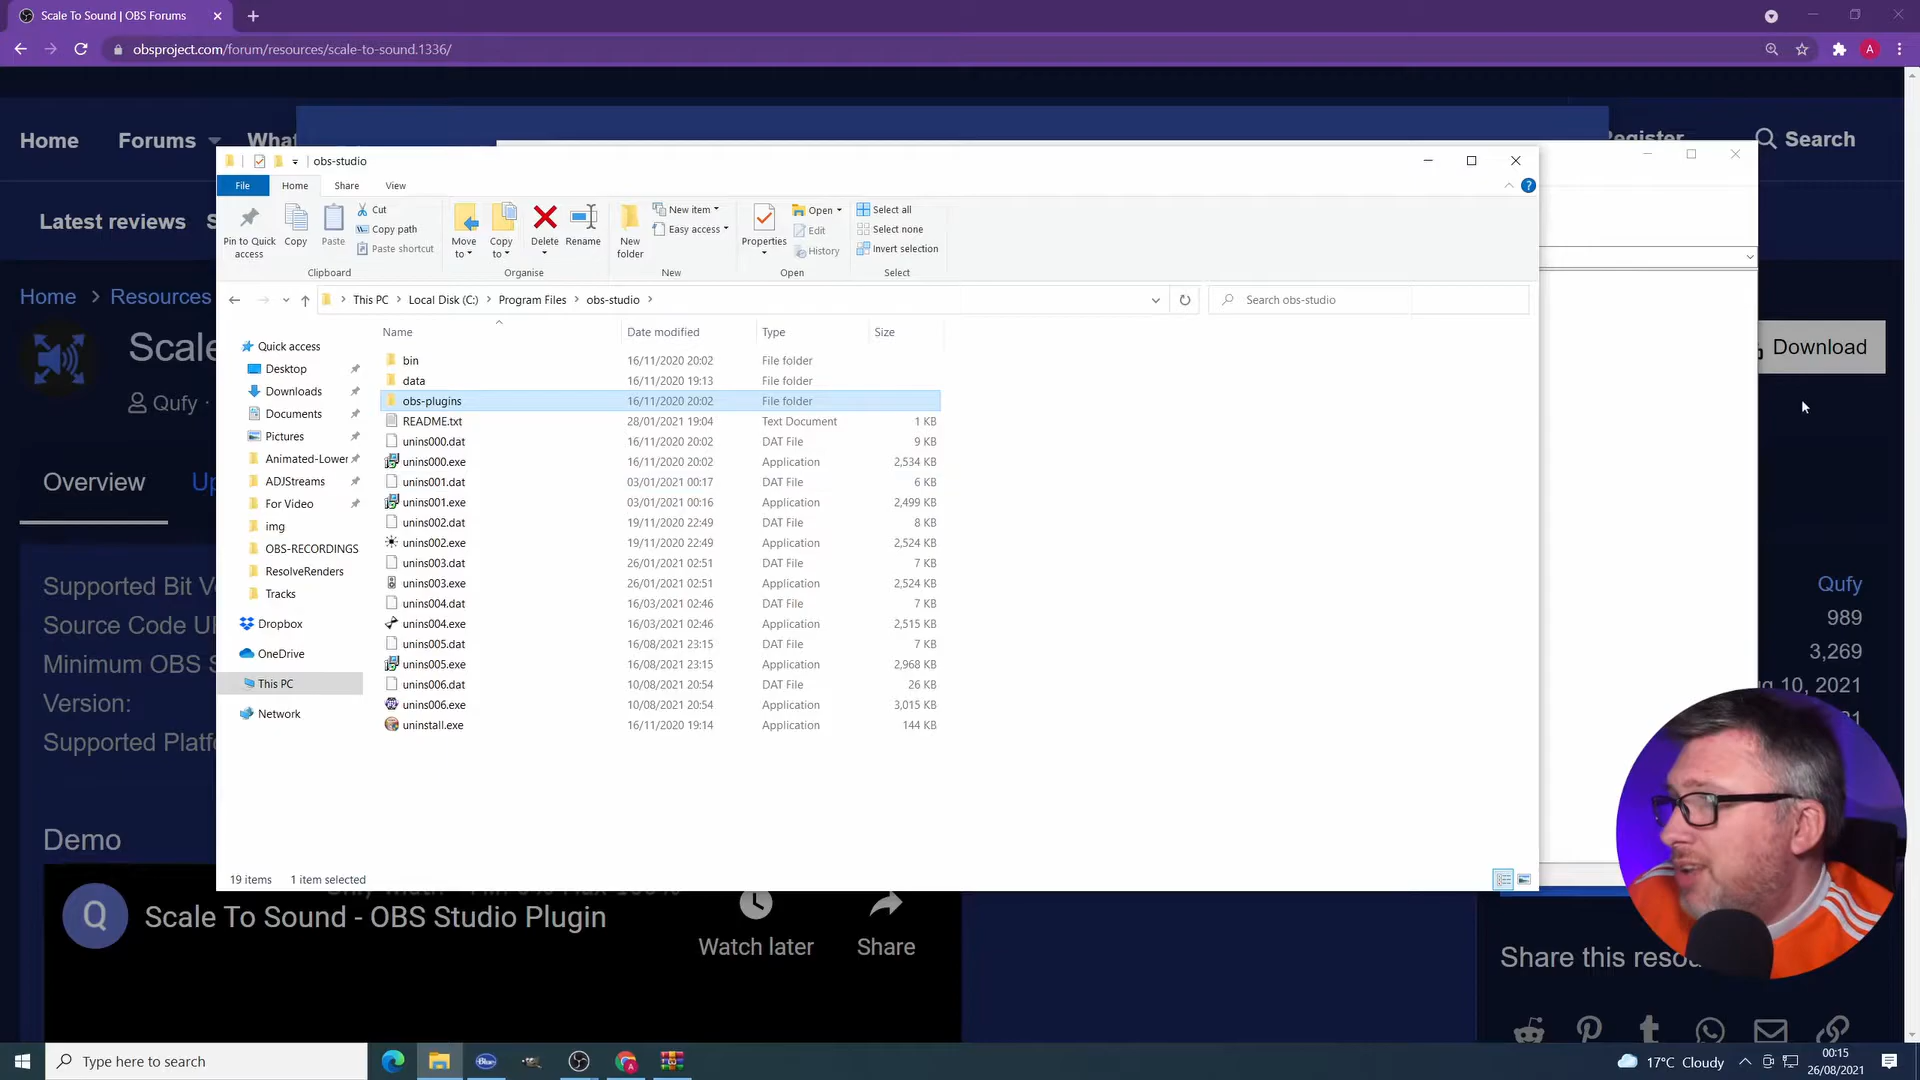 Scale To Sound | OBS Forums
obsproject.com/forum/resources/scale-to-sound.1336/
A
Home Forums What Register Search
obs-studio
File Home Share View
Pin to Quick access
Copy
Paste
Cut
Copy path
Paste shortcut
Clipboard
Move to
Copy to
Delete
Rename
Organise
New folder
New item
Easy access
New
Properties
Open
Edit
History
Open
Select all
Select none
Invert selection
Select
Latest reviews S
This PC > Local Disk (C:) > Program Files > obs-studio >
Search obs-studio
Home > Resources
Scale
Qufy ·
Download
Overview Up
Name Date modified Type Size
Quick access
Desktop
Downloads
Documents
Pictures
Animated-Lower
ADJStreams
For Video
img
OBS-RECORDINGS
ResolveRenders
Tracks
Dropbox
OneDrive
This PC
Network
bin 16/11/2020 20:02 File folder
data 16/11/2020 19:13 File folder
obs-plugins 16/11/2020 20:02 File folder
README.txt 28/01/2021 19:04 Text Document 1 KB
unins000.dat 16/11/2020 20:02 DAT File 9 KB
unins000.exe 16/11/2020 20:02 Application 2,534 KB
unins001.dat 03/01/2021 00:17 DAT File 6 KB
unins001.exe 03/01/2021 00:16 Application 2,499 KB
unins002.dat 19/11/2020 22:49 DAT File 8 KB
unins002.exe 19/11/2020 22:49 Application 2,524 KB
unins003.dat 26/01/2021 02:51 DAT File 7 KB
unins003.exe 26/01/2021 02:51 Application 2,524 KB
unins004.dat 16/03/2021 02:46 DAT File 7 KB
unins004.exe 16/03/2021 02:46 Application 2,515 KB
unins005.dat 16/08/2021 23:15 DAT File 7 KB
unins005.exe 16/08/2021 23:15 Application 2,968 KB
unins006.dat 10/08/2021 20:54 DAT File 26 KB
unins006.exe 10/08/2021 20:54 Application 3,015 KB
uninstall.exe 16/11/2020 19:14 Application 144 KB
19 items 1 item selected
Supported Bit V
Source Code U
Minimum OBS S
Version:
Supported Platf
Qufy
989
3,269
ug 10, 2021
Demo
Q
Scale To Sound - OBS Studio Plugin
Watch later
Share
Share this reso
Type here to search
17°C Cloudy
00:15
26/08/2021